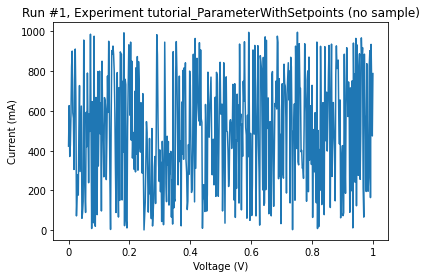 Run #1, Experiment tutorial_ParameterWithSetpoints (no sample)
1000
800
600
400
200
0
Current (mA)
0 0.2 0.4 0.6 0.8 1
Voltage (V)